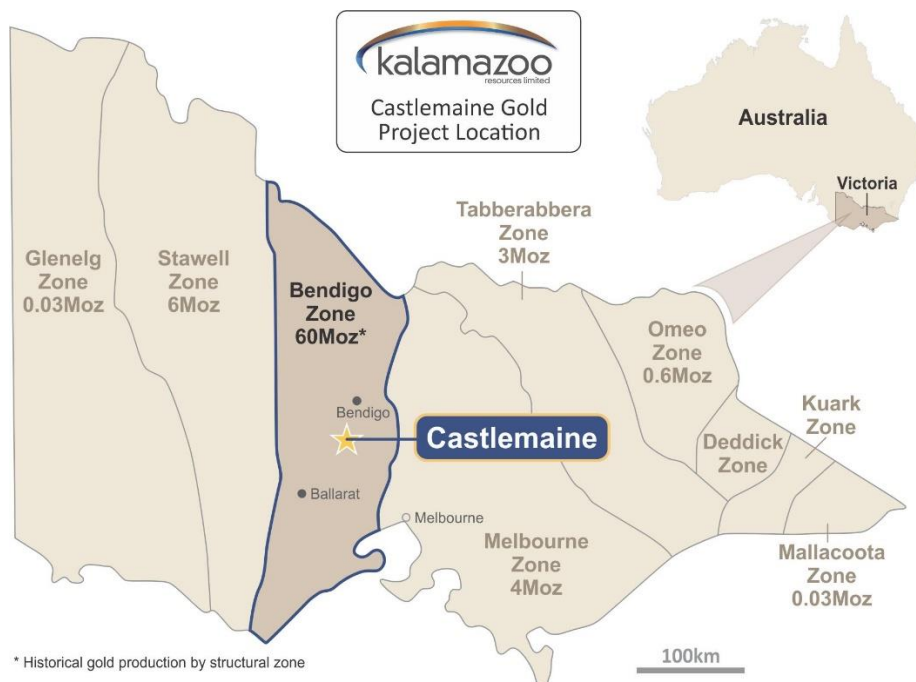 kalamazoo
resources limited
Castlemaine Gold
Project Location
Australia
Victoria
Tabberabbera
Zone
3Moz
Glenelg
Zone
0.03Moz
Stawell
Zone
6Moz
Bendigo
Zone
60Moz*
Omeo
Zone
0.6Moz
Kuark
Zone
Bendigo
Castlemaine
Deddick
Zone
Ballarat
Melbourne
Melbourne
Zone
4Moz
Mallacoota
Zone
0.03Moz
* Historical gold production by structural zone
100km